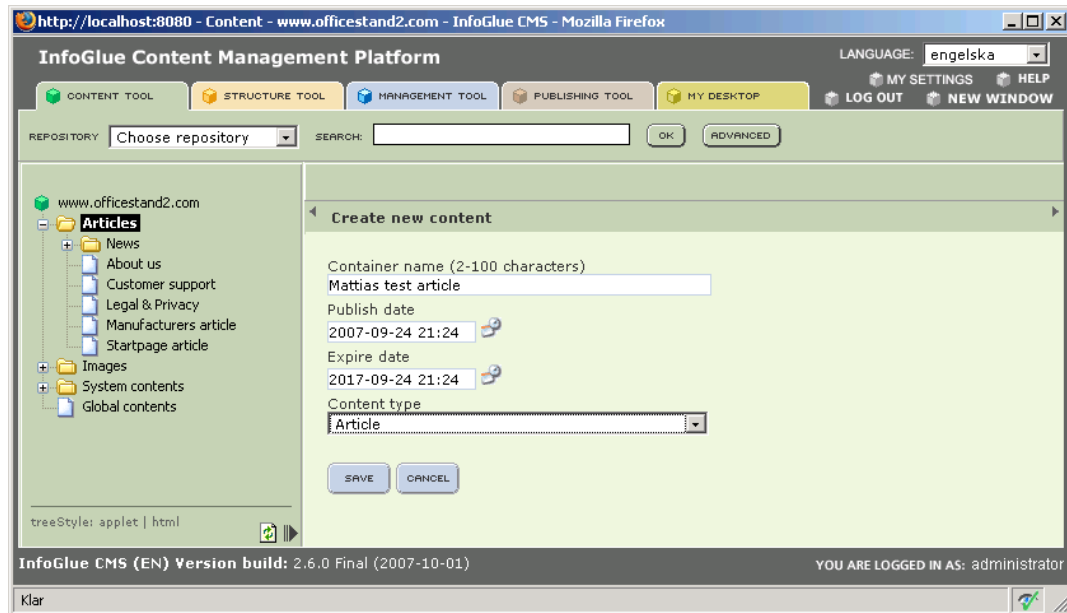 http://localhost:8080 - Content - www.officestand2.com - InfoGlue CMS - Mozilla Firefox
InfoGlue Content Management Platform
LANGUAGE: engelska
MY SETTINGS HELP
LOG OUT NEW WINDOW
CONTENT TOOL STRUCTURE TOOL MANAGEMENT TOOL PUBLISHING TOOL MY DESKTOP
REPOSITORY Choose repository SEARCH: OK ADVANCED
www.officestand2.com
Articles
News
About us
Customer support
Legal & Privacy
Manufacturers article
Startpage article
Images
System contents
Global contents
treeStyle: applet | html
Create new content
Container name (2-100 characters)
Mattias test article
Publish date
2007-09-24 21:24
Expire date
2017-09-24 21:24
Content type
Article
SAVE CANCEL
InfoGlue CMS (EN) Version build: 2.6.0 Final (2007-10-01)
YOU ARE LOGGED IN AS: administrator
Klar